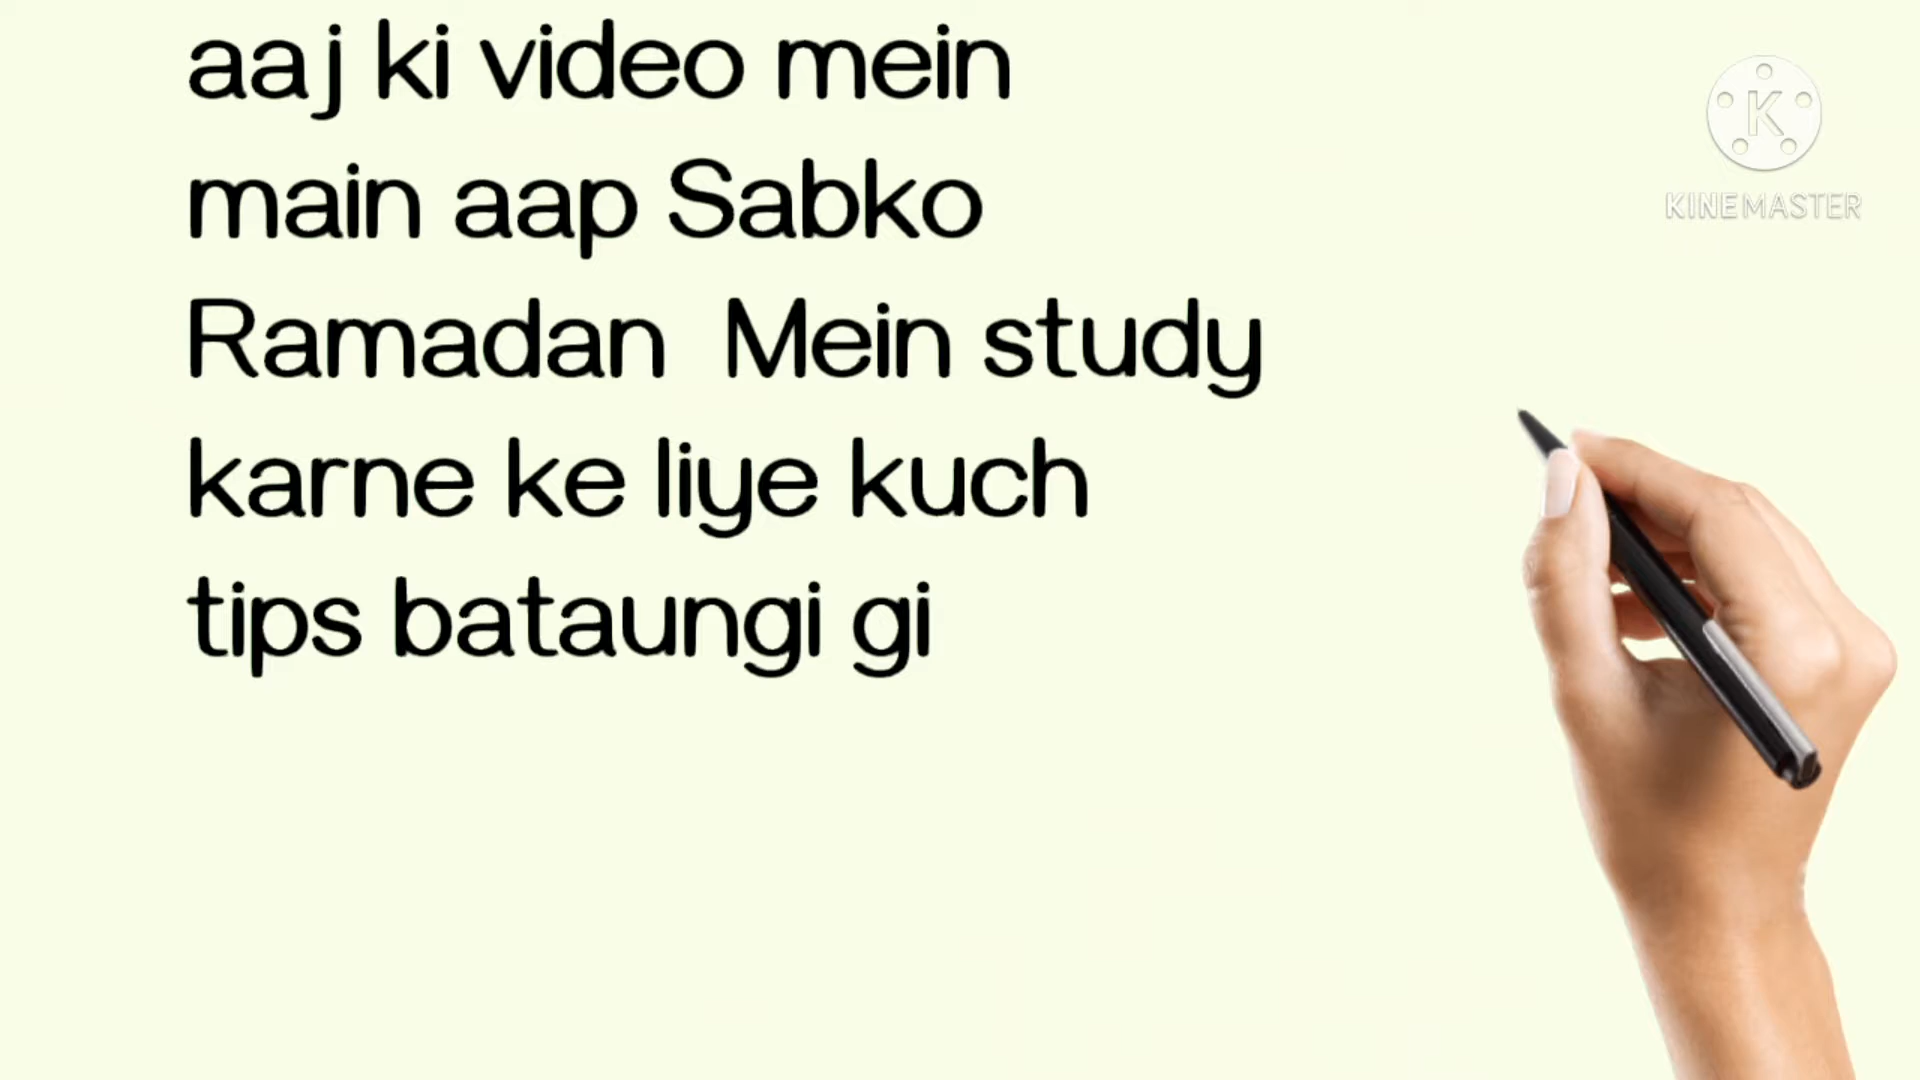 aaj ki video mein
main aap Sabko
Ramadan  Mein study
karne ke liye kuch
tips bataungi gi
K
KINEMASTER